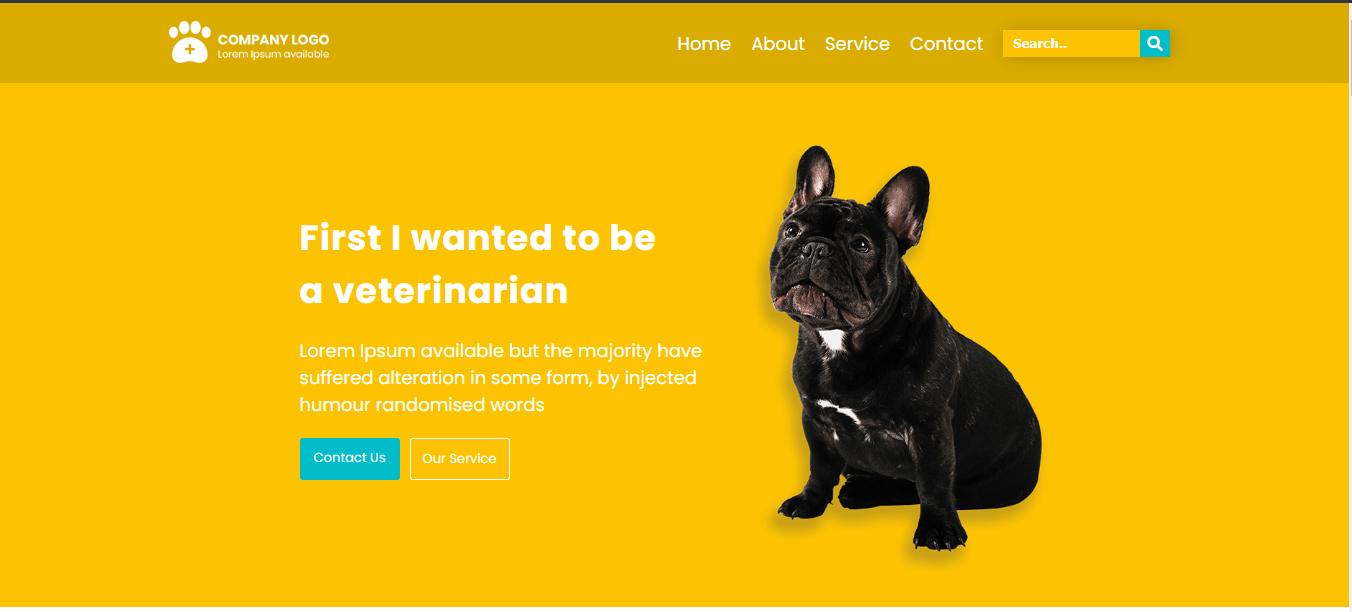 COMPANY LOGO
Lorem Ipsum available
Home About Service Contact Search..
First I wanted to be
a veterinarian
Lorem Ipsum available but the majority have
suffered alteration in some form, by injected
humour randomised words
Contact Us Our Service